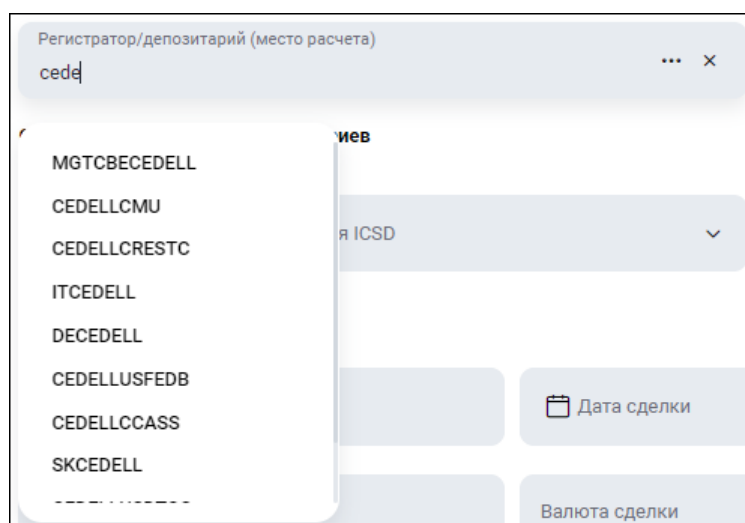 Регистратор/депозитарий (место расчета)
cede
иев
MGTCBECEDELL
CEDELLCMU
я ICSD
CEDELLCRESTC
ITCEDELL
DECEDELL
CEDELLUSFEDB
Дата сделки
CEDELLCCASS
SKCEDELL
Валюта сделки